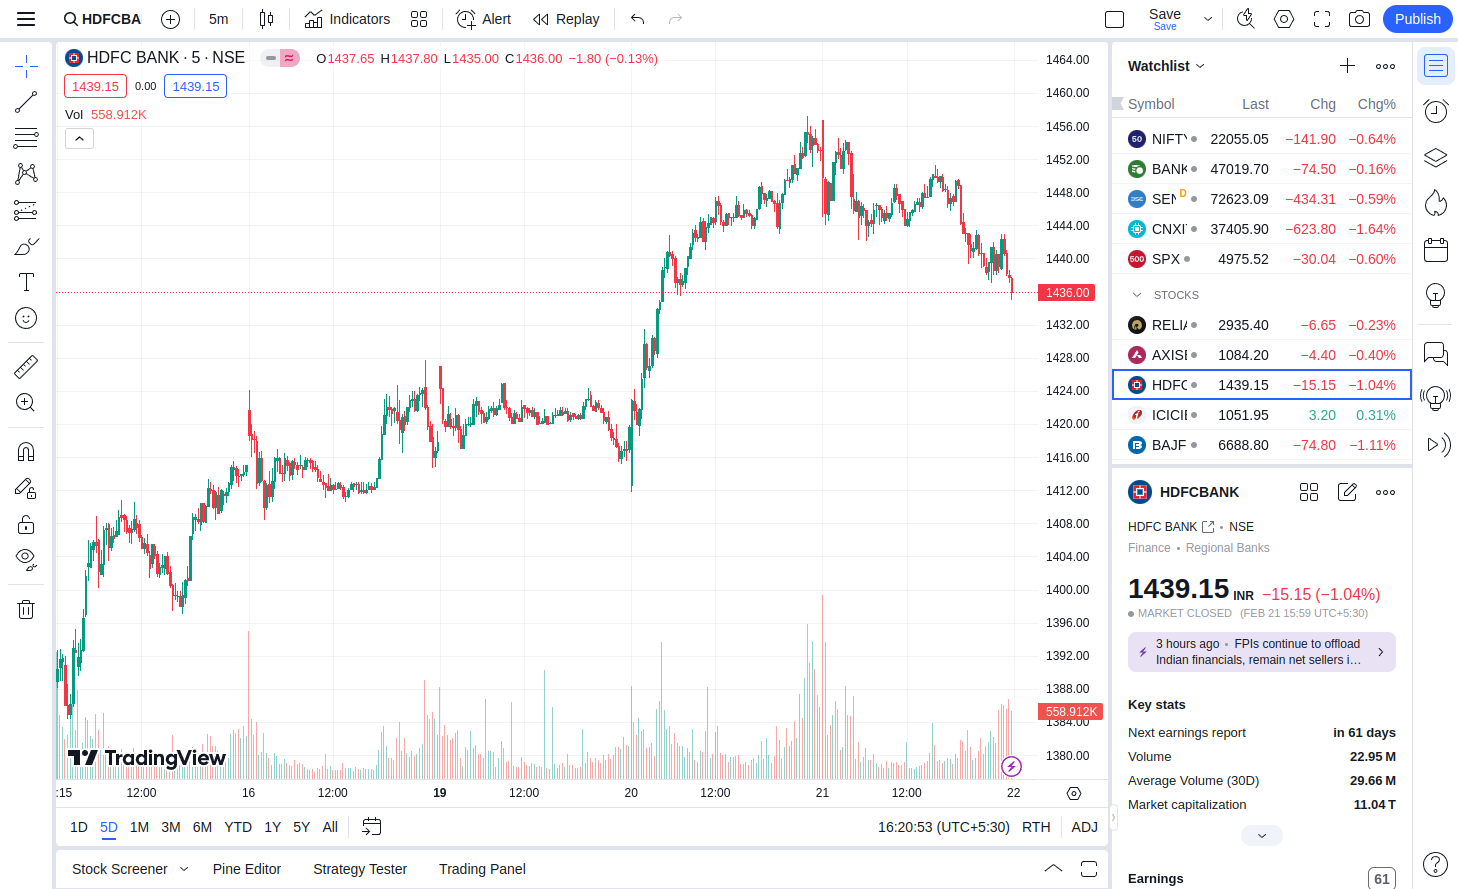 HDFCBA 5m Indicators Alert Replay Save Save Publish
HDFC BANK · 5 · NSE O1437.65 H1437.80 L1435.00 C1436.00 −1.80 (−0.13%)
1439.15 0.00 1439.15
Vol 558.912K
1464.00
1460.00
1456.00
1452.00
1448.00
1444.00
1440.00
1436.00
1432.00
1428.00
1424.00
1420.00
1416.00
1412.00
1408.00
1404.00
1400.00
1396.00
1392.00
1388.00
558.912K
1384.00
1380.00
TradingView
:15 12:00 16 12:00 19 12:00 20 12:00 21 12:00 22
1D 5D 1M 3M 6M YTD 1Y 5Y All 16:20:53 (UTC+5:30) RTH ADJ
Stock Screener Pine Editor Strategy Tester Trading Panel
Watchlist
Symbol Last Chg Chg%
50 NIFTY 22055.05 −141.90 −0.64%
BANK 47019.70 −74.50 −0.16%
SEN D 72623.09 −434.31 −0.59%
CNXI 37405.90 −623.80 −1.64%
500 SPX 4975.52 −30.04 −0.60%
STOCKS
RELI 2935.40 −6.65 −0.23%
AXISE 1084.20 −4.40 −0.40%
HDFC 1439.15 −15.15 −1.04%
ICICIE 1051.95 3.20 0.31%
BAJF 6688.80 −74.80 −1.11%
HDFCBANK
HDFC BANK • NSE
Finance • Regional Banks
1439.15 INR −15.15 (−1.04%)
MARKET CLOSED (FEB 21 15:59 UTC+5:30)
3 hours ago • FPIs continue to offload
Indian financials, remain net sellers i...
Key stats
Next earnings report in 61 days
Volume 22.95 M
Average Volume (30D) 29.66 M
Market capitalization 11.04 T
Earnings 61